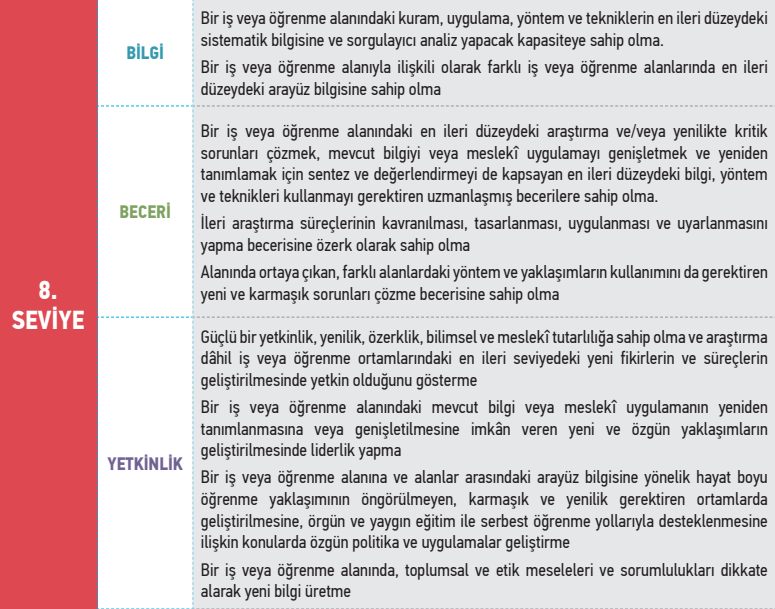 8.
SEVİYE
BİLGİ
Bir iş veya öğrenme alanındaki kuram, uygulama, yöntem ve tekniklerin en ileri düzeydeki
sistematik bilgisine ve sorgulayıcı analiz yapacak kapasiteye sahip olma.
Bir iş veya öğrenme alanıyla ilişkili olarak farklı iş veya öğrenme alanlarında en ileri
düzeydeki arayüz bilgisine sahip olma
BECERİ
Bir iş veya öğrenme alanındaki en ileri düzeydeki araştırma ve/veya yenilikte kritik
sorunları çözmek, mevcut bilgiyi veya meslekî uygulamayı genişletmek ve yeniden
tanımlamak için sentez ve değerlendirmeyi de kapsayan en ileri düzeydeki bilgi, yöntem
ve teknikleri kullanmayı gerektiren uzmanlaşmış becerilere sahip olma.
İleri araştırma süreçlerinin kavranılması, tasarlanması, uygulanması ve uyarlanmasını
yapma becerisine özerk olarak sahip olma
Alanında ortaya çıkan, farklı alanlardaki yöntem ve yaklaşımların kullanımını da gerektiren
yeni ve karmaşık sorunları çözme becerisine sahip olma
YETKİNLİK
Güçlü bir yetkinlik, yenilik, özerklik, bilimsel ve meslekî tutarlılığa sahip olma ve araştırma
dâhil iş veya öğrenme ortamlarındaki en ileri seviyedeki yeni fikirlerin ve süreçlerin
geliştirilmesinde yetkin olduğunu gösterme
Bir iş veya öğrenme alanındaki mevcut bilgi veya meslekî uygulamanın yeniden
tanımlanmasına veya genişletilmesine imkân veren yeni ve özgün yaklaşımların
geliştirilmesinde liderlik yapma
Bir iş veya öğrenme alanına ve alanlar arasındaki arayüz bilgisine yönelik hayat boyu
öğrenme yaklaşımının öngörülmeyen, karmaşık ve yenilik gerektiren ortamlarda
geliştirilmesine, örgün ve yaygın eğitim ile serbest öğrenme yollarıyla desteklenmesine
ilişkin konularda özgün politika ve uygulamalar geliştirme
Bir iş veya öğrenme alanında, toplumsal ve etik meseleleri ve sorumlulukları dikkate
alarak yeni bilgi üretme